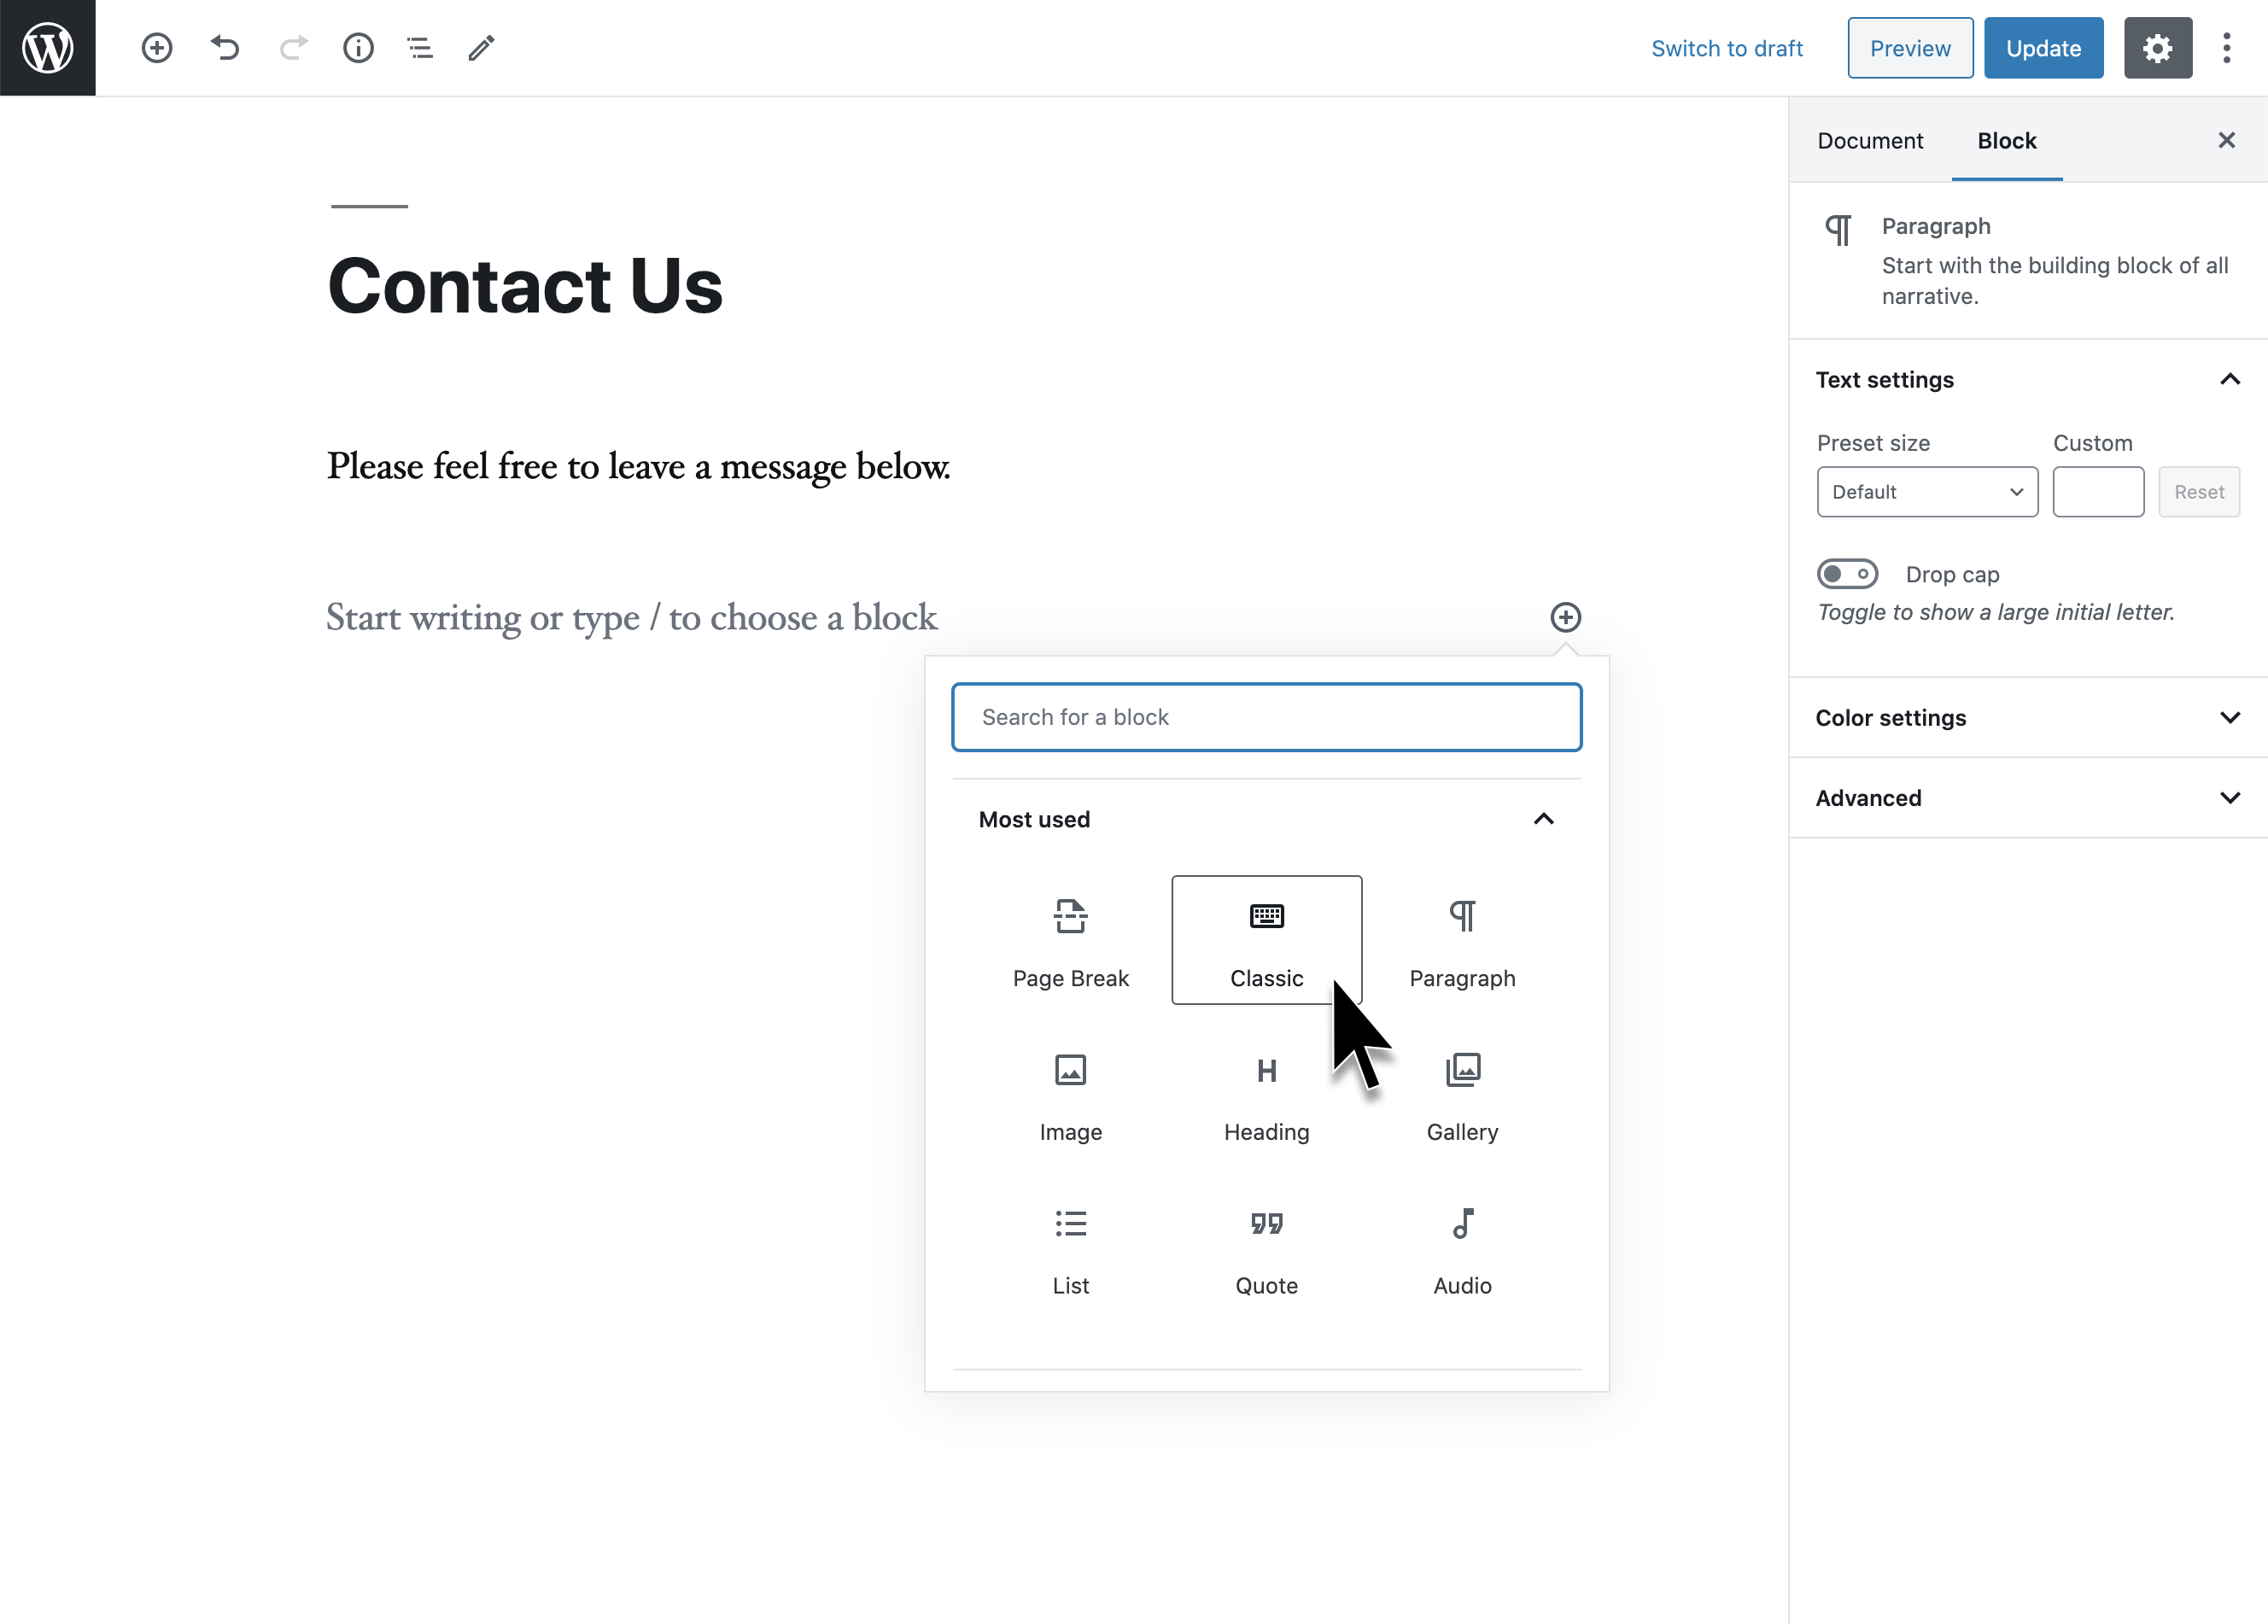 Switch to draft
Preview
Update
Document
Block
Contact Us
Please feel free to leave a message below.
Start writing or type / to choose a block
Search for a block
Most used
Page Break
Classic
Paragraph
Image
Heading
Gallery
List
Quote
Audio
Paragraph
Start with the building block of all
narrative.
Text settings
Preset size
Custom
Default
Reset
Drop cap
Toggle to show a large initial letter.
Color settings
Advanced